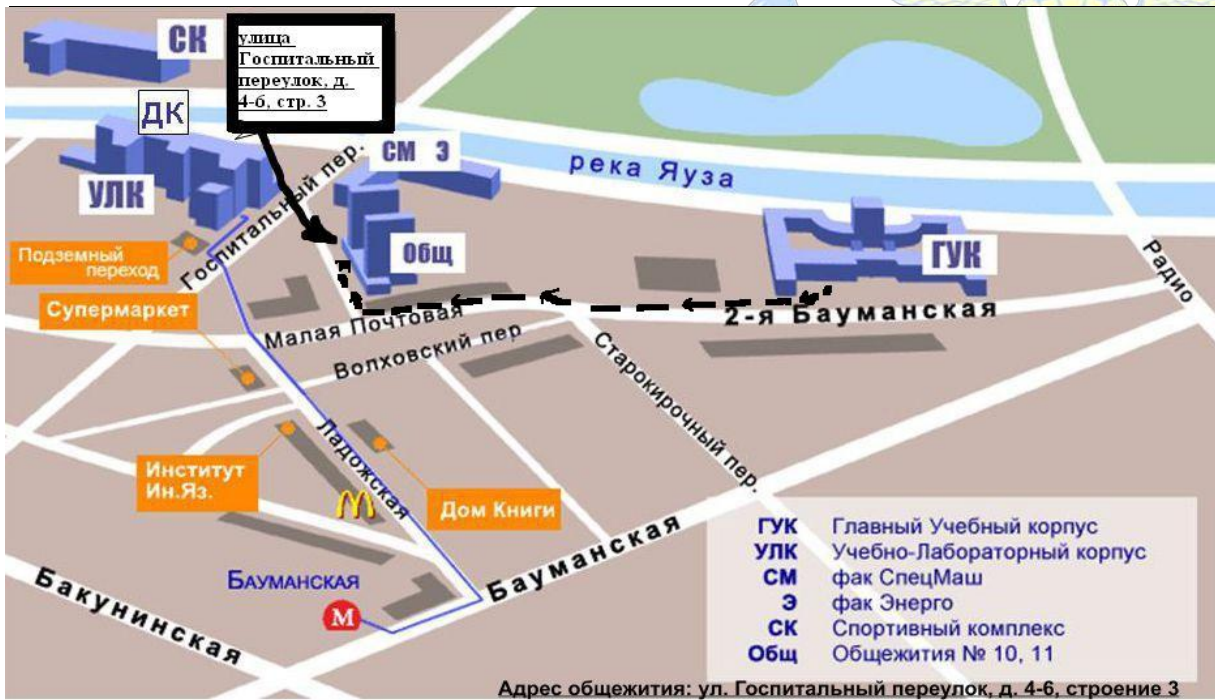 СК
улица
Госпитальный
переулок, д.
4-6, стр. 3
ДК
УЛК
Госпитальный пер.
СМ Э
река Яуза
Общ
ГУК
Радио
Подземный
переход
Супермаркет
Малая Почтовая
2-я Бауманская
Волховский пер
Старокирочный пер.
Ладожская
Институт
Ин.Яз.
Дом Книги
Бауманская
БАУМАНСКАЯ
М
Бакунинская
ГУК Главный Учебный корпус
УЛК Учебно-Лабораторный корпус
СМ фак СпецМаш
Э фак Энерго
СК Спортивный комплекс
Общ Общежития № 10, 11
Адрес общежития: ул. Госпитальный переулок, д. 4-6, строение 3